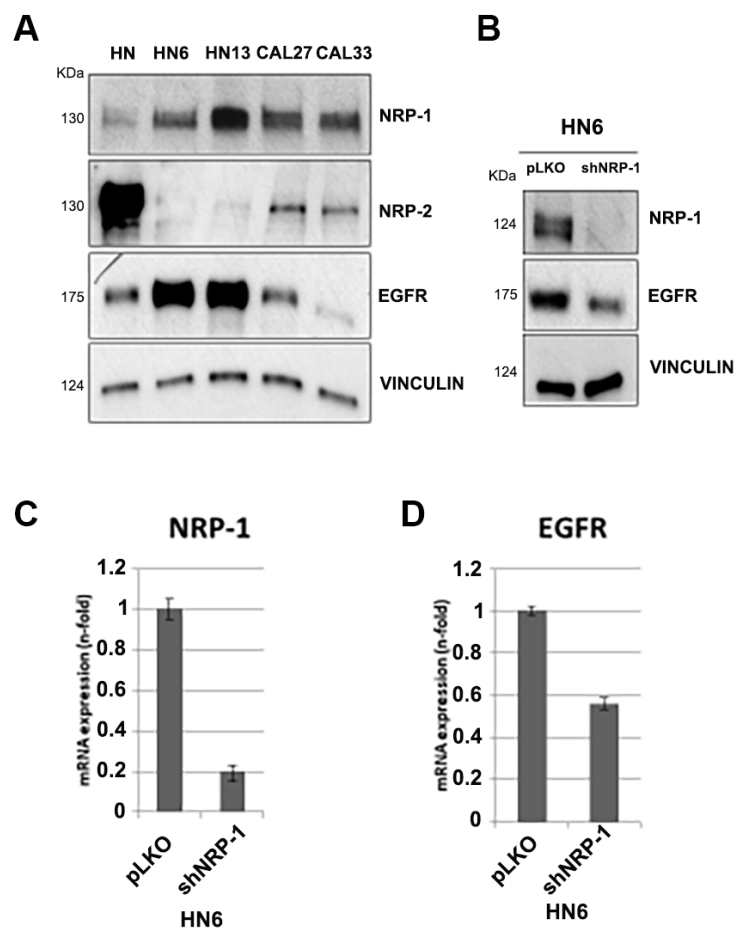 A
HN HN6 HN13 CAL27 CAL33
KDa
130 NRP-1
130 NRP-2
175 EGFR
124 VINCULIN
B
HN6
pLKO shNRP-1
KDa
124 NRP-1
175 EGFR
124 VINCULIN
C
NRP-1
mRNA expression (n-fold)
1.2
1
0.8
0.6
0.4
0.2
0
pLKO shNRP-1
HN6
D
EGFR
mRNA expression (n-fold)
1.2
1
0.8
0.6
0.4
0.2
0
pLKO shNRP-1
HN6